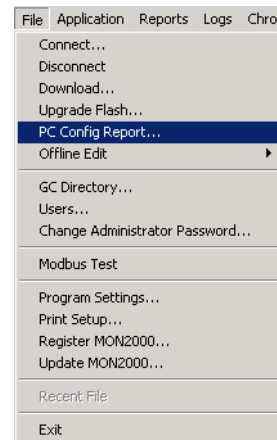 File Application Reports Logs Chro
Connect...
Disconnect
Download...
Upgrade Flash...
PC Config Report...
Offline Edit
GC Directory...
Users...
Change Administrator Password...
Modbus Test
Program Settings...
Print Setup...
Register MON2000...
Update MON2000...
Recent File
Exit